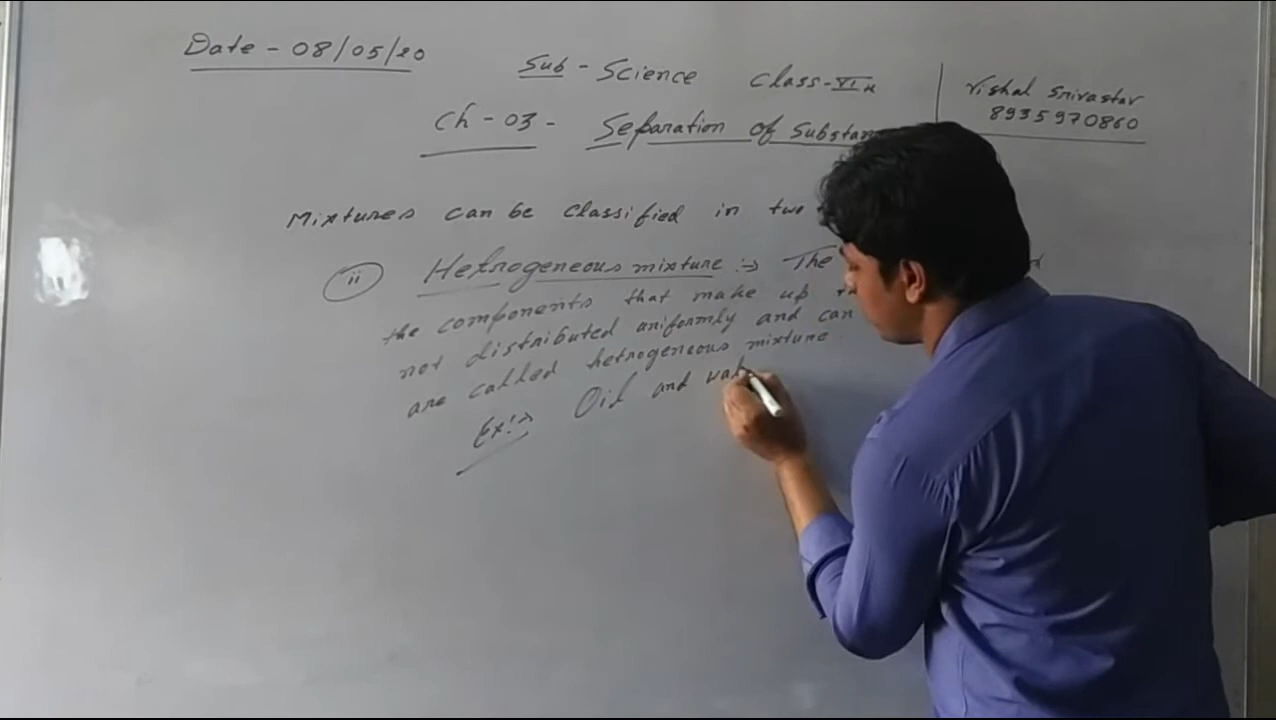 Date - 08/05/20
Sub - Science Class - VIth
Vishal Srivastav
8935970860
Ch - 03 - Separation of Substan
Mixtures can be classified in two
ii Hetrogeneous mixture :→ The
the components that make up
not distributed uniformly and can
are called hetrogeneous mixture.
Ex:→ Oil and wat